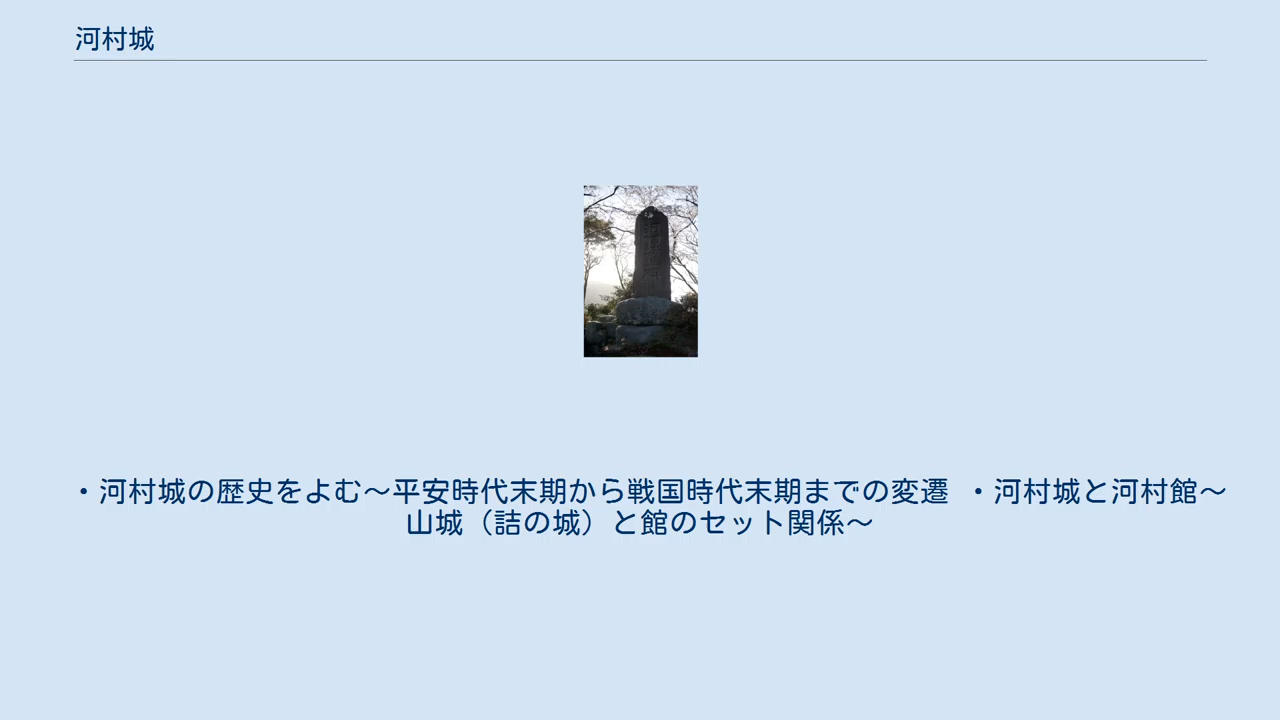 河村城
・河村城の歴史をよむ～平安時代末期から戦国時代末期までの変遷 ・河村城と河村館～
山城（詰の城）と館のセット関係～